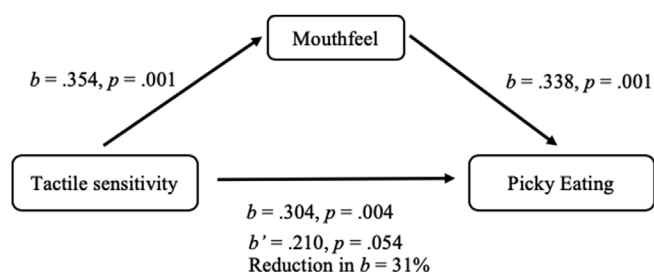 Mouthfeel
b = .354, p = .001
b = .338, p = .001
Tactile sensitivity
Picky Eating
b = .304, p = .004
b’ = .210, p = .054
Reduction in b = 31%